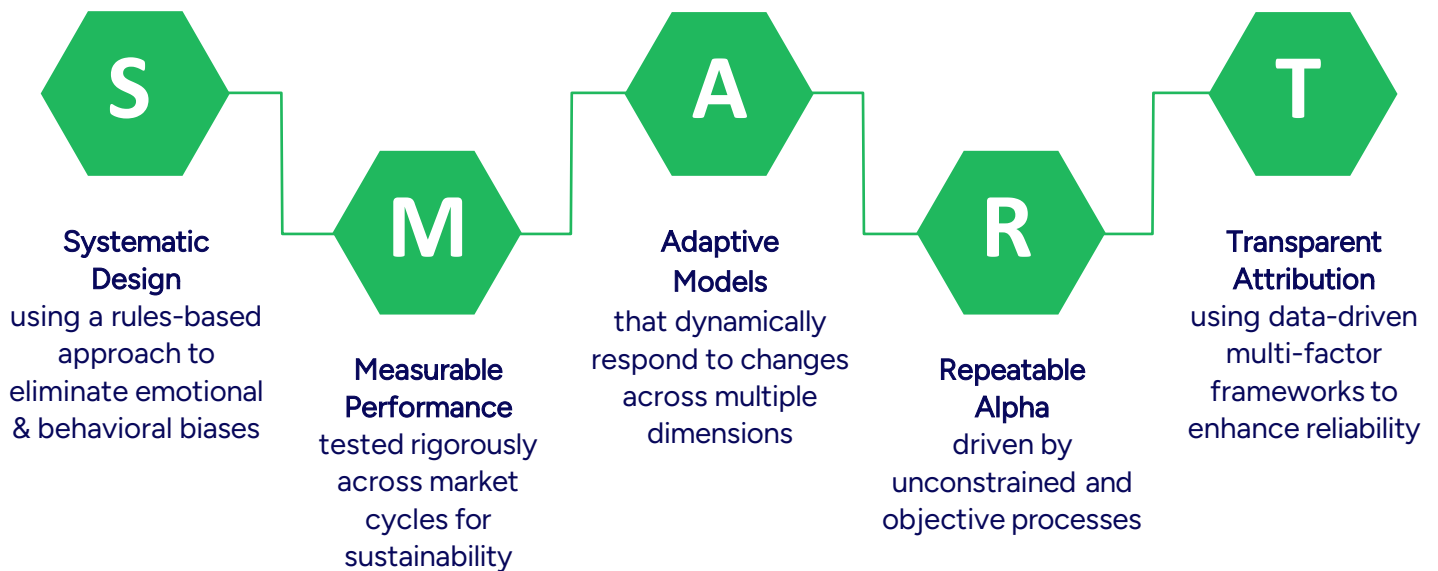 S
Systematic
Design
using a rules-based
approach to
eliminate emotional
& behavioral biases
M
Measurable
Performance
tested rigorously
across market
cycles for
sustainability
A
Adaptive
Models
that dynamically
respond to changes
across multiple
dimensions
R
Repeatable
Alpha
driven by
unconstrained and
objective processes
T
Transparent
Attribution
using data-driven
multi-factor
frameworks to
enhance reliability